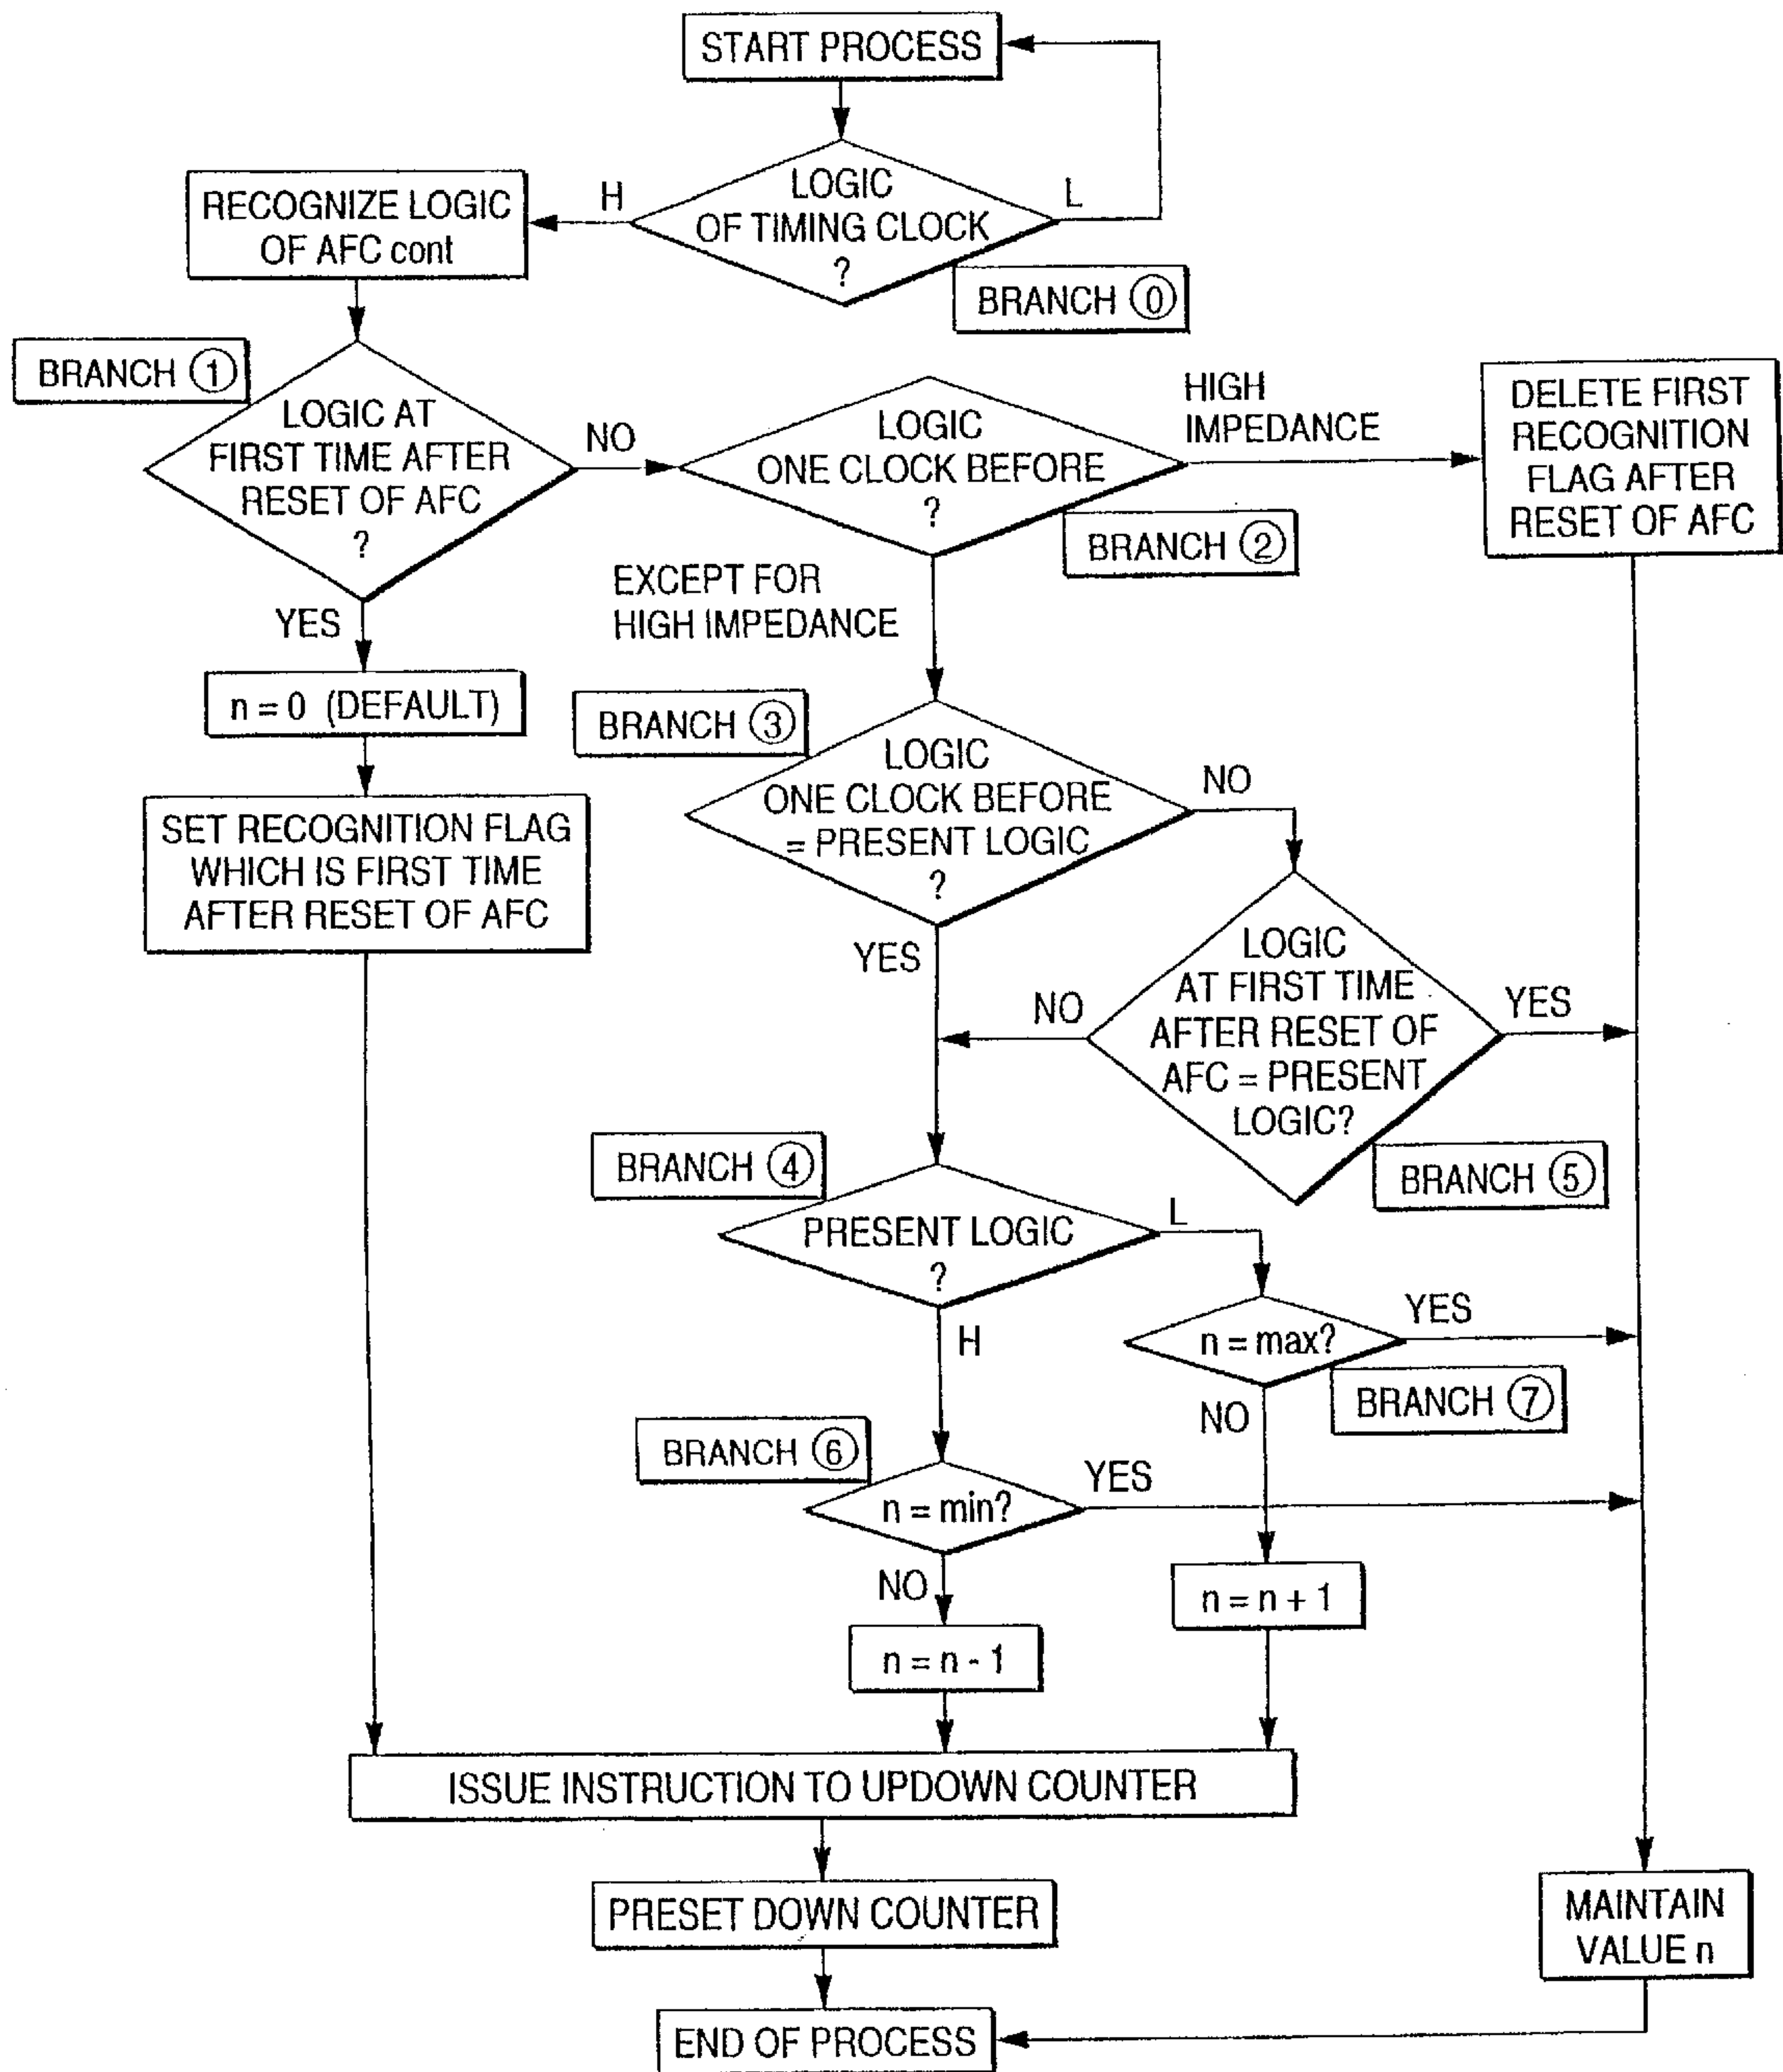 START PROCESS
LOGIC
OF TIMING CLOCK
?
H
L
BRANCH ⓪
RECOGNIZE LOGIC
OF AFC cont
BRANCH ①
LOGIC AT
FIRST TIME AFTER
RESET OF AFC
?
NO
YES
LOGIC
ONE CLOCK BEFORE
?
HIGH
IMPEDANCE
BRANCH ②
DELETE FIRST
RECOGNITION
FLAG AFTER
RESET OF AFC
EXCEPT FOR
HIGH IMPEDANCE
n = 0 (DEFAULT)
SET RECOGNITION FLAG
WHICH IS FIRST TIME
AFTER RESET OF AFC
BRANCH ③
LOGIC
ONE CLOCK BEFORE
= PRESENT LOGIC
?
NO
YES
LOGIC
AT FIRST TIME
AFTER RESET OF
AFC = PRESENT
LOGIC?
NO
YES
BRANCH ⑤
BRANCH ④
PRESENT LOGIC
?
L
H
n = max?
YES
NO
BRANCH ⑦
BRANCH ⑥
n = min?
YES
NO
n = n + 1
n = n - 1
ISSUE INSTRUCTION TO UPDOWN COUNTER
PRESET DOWN COUNTER
MAINTAIN
VALUE n
END OF PROCESS